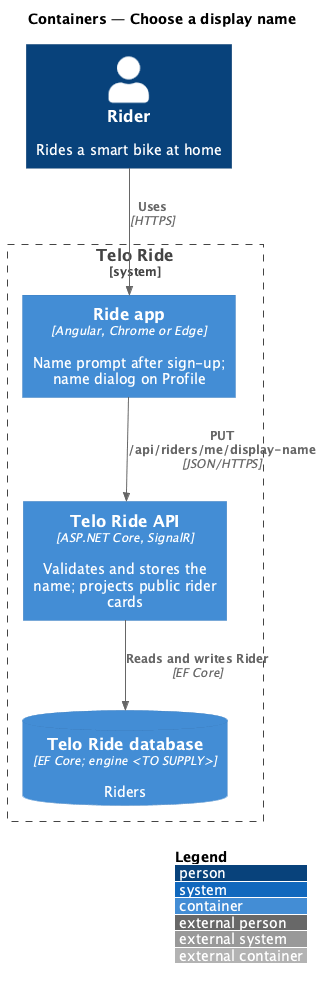 Containers — Choose a display name
Rider
Rides a smart bike at home
Uses
[HTTPS]
Telo Ride
[system]
Ride app
[Angular, Chrome or Edge]
Name prompt after sign-up;
name dialog on Profile
PUT
/api/riders/me/display-name
[JSON/HTTPS]
Telo Ride API
[ASP.NET Core, SignalR]
Validates and stores the
name; projects public rider
cards
Reads and writes Rider
[EF Core]
Telo Ride database
[EF Core; engine <TO SUPPLY>]
Riders
Legend
person
system
container
external person
external system
external container